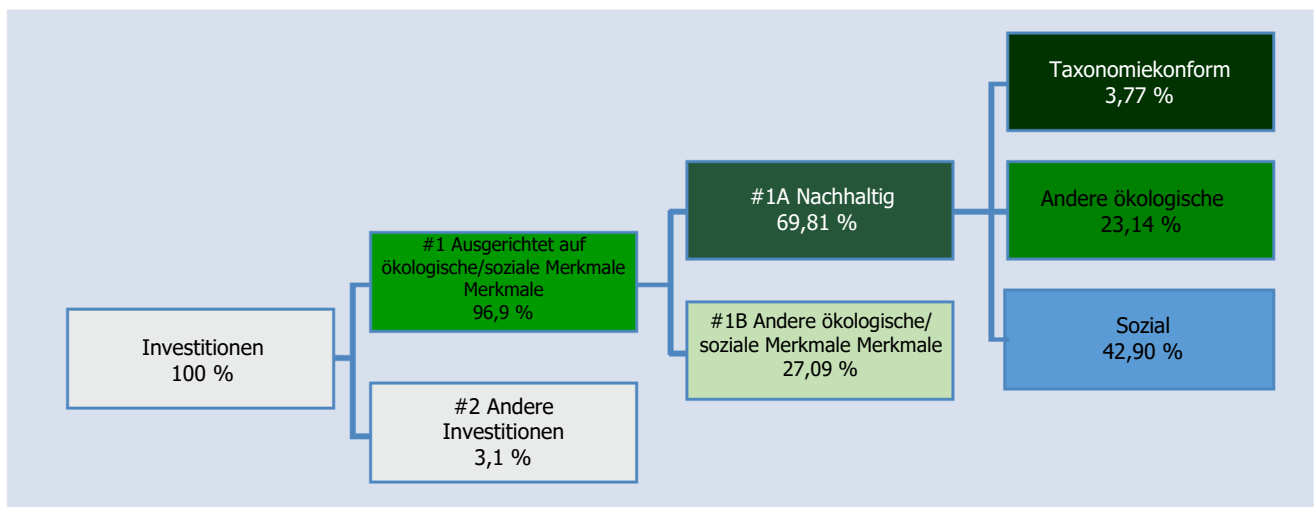 Investitionen
100 %
#1 Ausgerichtet auf
ökologische/soziale Merkmale
Merkmale
96,9 %
#2 Andere
Investitionen
3,1 %
#1A Nachhaltig
69,81 %
#1B Andere ökologische/
soziale Merkmale Merkmale
27,09 %
Taxonomiekonform
3,77 %
Andere ökologische
23,14 %
Sozial
42,90 %